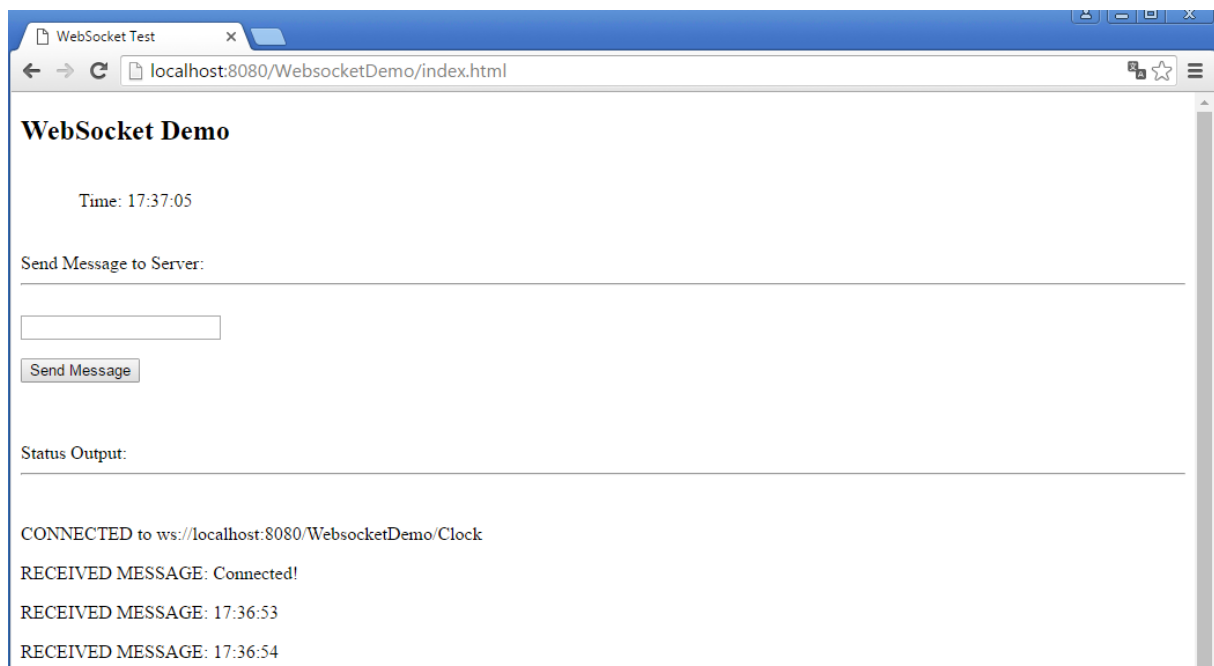 WebSocket Test
localhost:8080/WebsocketDemo/index.html
WebSocket Demo
Time: 17:37:05
Send Message to Server:
Send Message
Status Output:
CONNECTED to ws://localhost:8080/WebsocketDemo/Clock
RECEIVED MESSAGE: Connected!
RECEIVED MESSAGE: 17:36:53
RECEIVED MESSAGE: 17:36:54